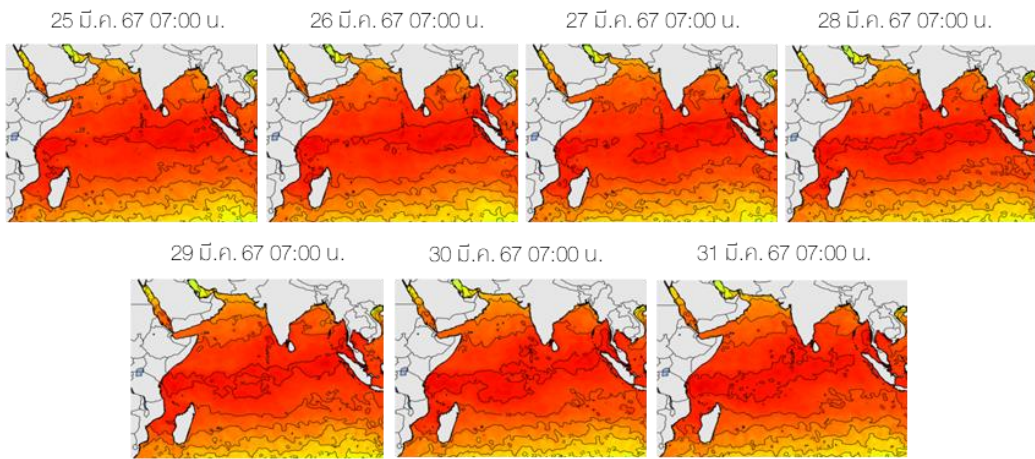 25 มี.ค. 67 07:00 น.
26 มี.ค. 67 07:00 น.
27 มี.ค. 67 07:00 น.
28 มี.ค. 67 07:00 น.
29 มี.ค. 67 07:00 น.
30 มี.ค. 67 07:00 น.
31 มี.ค. 67 07:00 น.